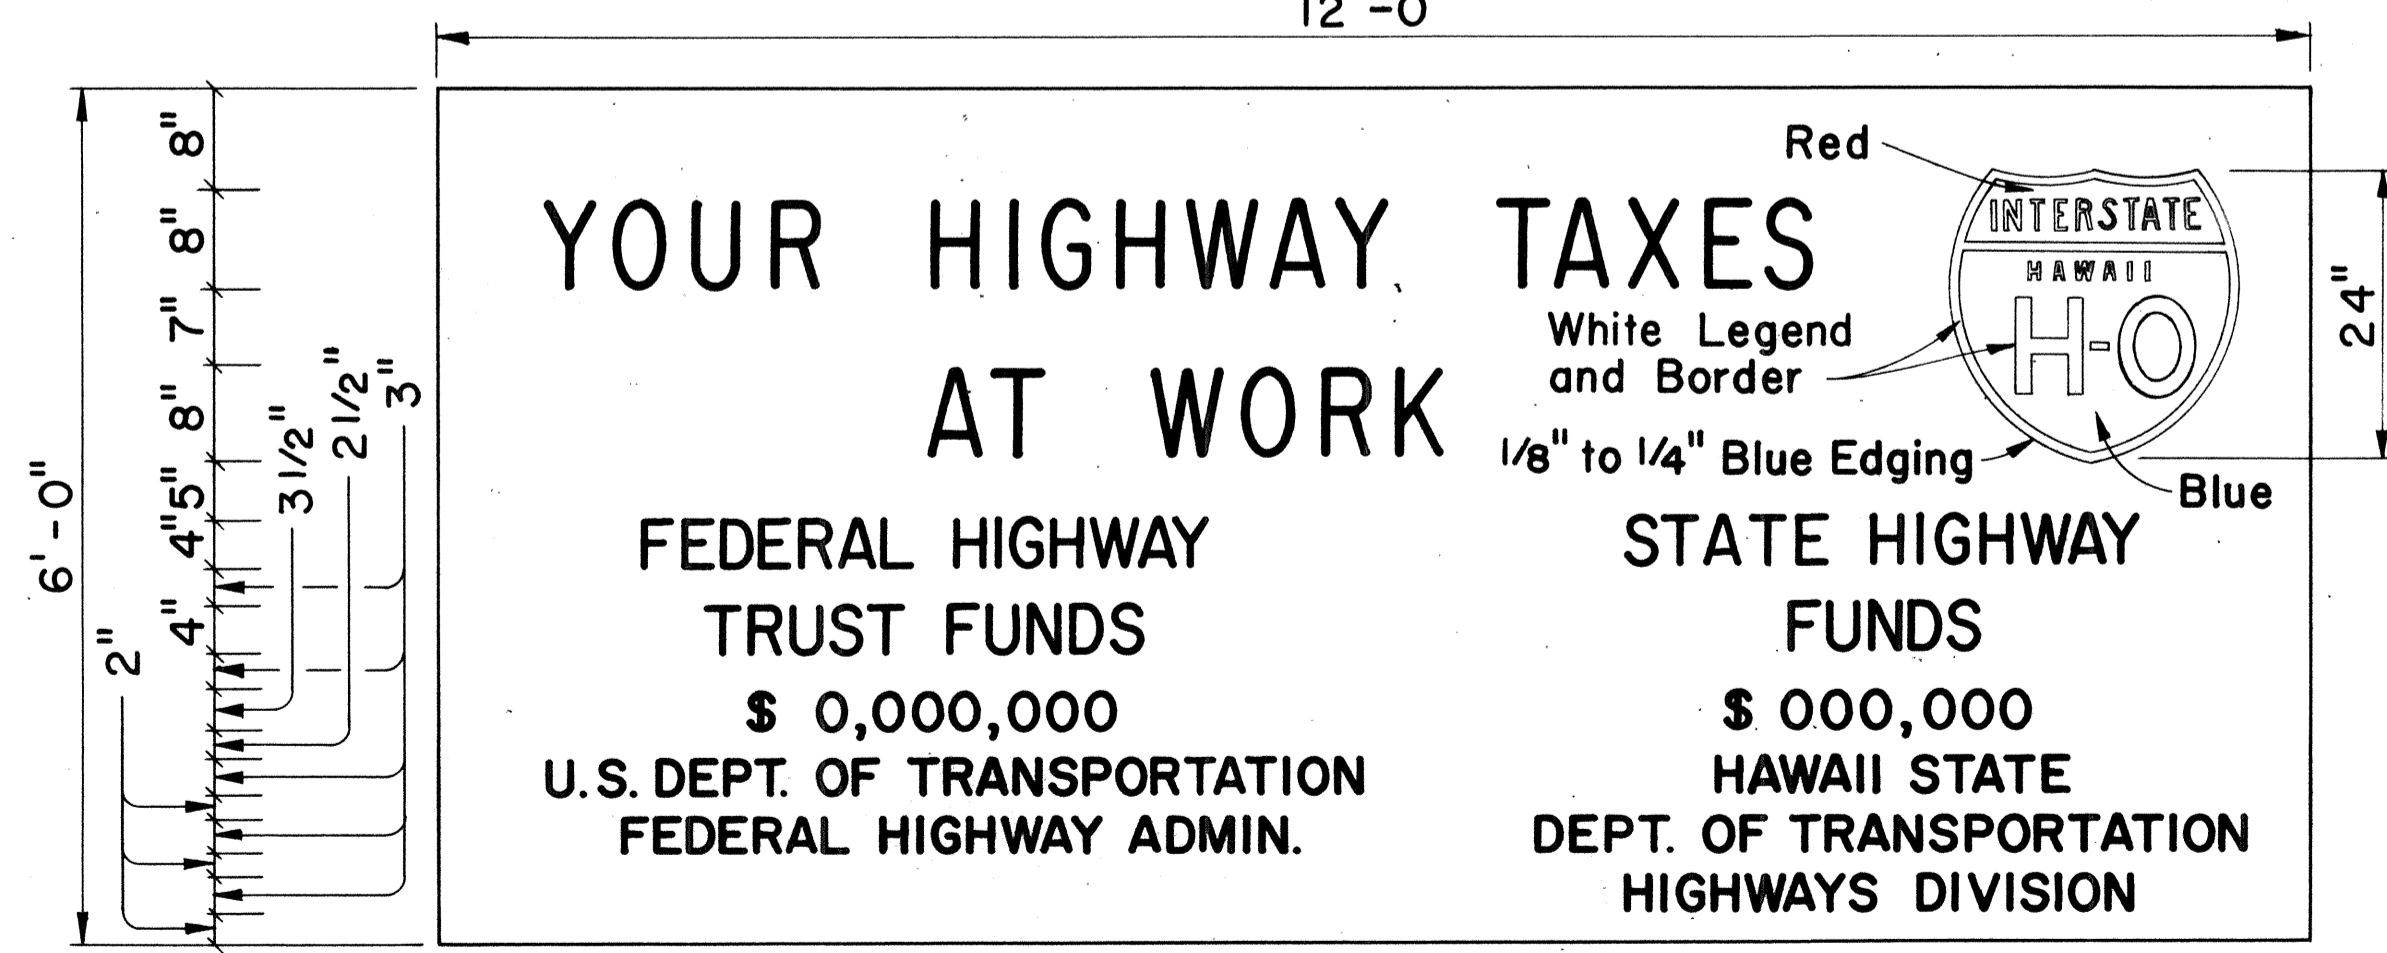 12'-0"
8"
8"
7"
8"
5"
4"
4"
3 1/2"
2 1/2"
3"
2"
6'-0"
YOUR HIGHWAY TAXES
AT WORK
FEDERAL HIGHWAY
TRUST FUNDS
$ 0,000,000
U.S. DEPT. OF TRANSPORTATION
FEDERAL HIGHWAY ADMIN.
STATE HIGHWAY
FUNDS
$ 000,000
HAWAII STATE
DEPT. OF TRANSPORTATION
HIGHWAYS DIVISION
Red
INTERSTATE
HAWAII
H-O
White Legend
and Border
1/8" to 1/4" Blue Edging
Blue
24"